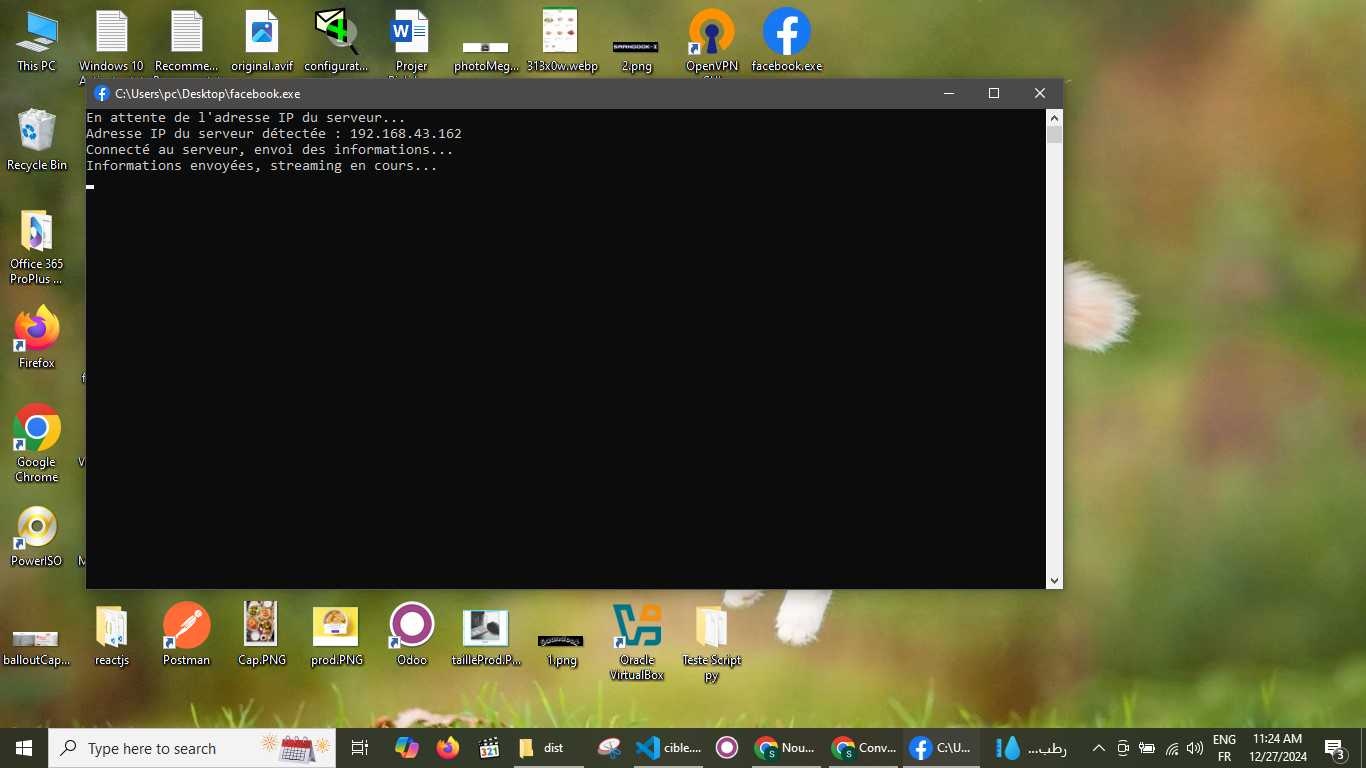 This PC
Windows 10
Recomme...
original.avif
configurat...
Projer
photoMeg...
313x0w.webp
2.png
OpenVPN
facebook.exe
C:\Users\pc\Desktop\facebook.exe
En attente de l'adresse IP du serveur...
Adresse IP du serveur détectée : 192.168.43.162
Connecté au serveur, envoi des informations...
Informations envoyées, streaming en cours...
Recycle Bin
Office 365
ProPlus ...
Firefox
Google
Chrome
PowerISO
balloutCap...
reactjs
Postman
Cap.PNG
prod.PNG
Odoo
tailleProd.P...
1.png
Oracle
VirtualBox
Teste Script
py
Type here to search
321
dist
cible....
Nou...
Conv...
C:\U...
رطب...
ENG
FR
11:24 AM
12/27/2024
3